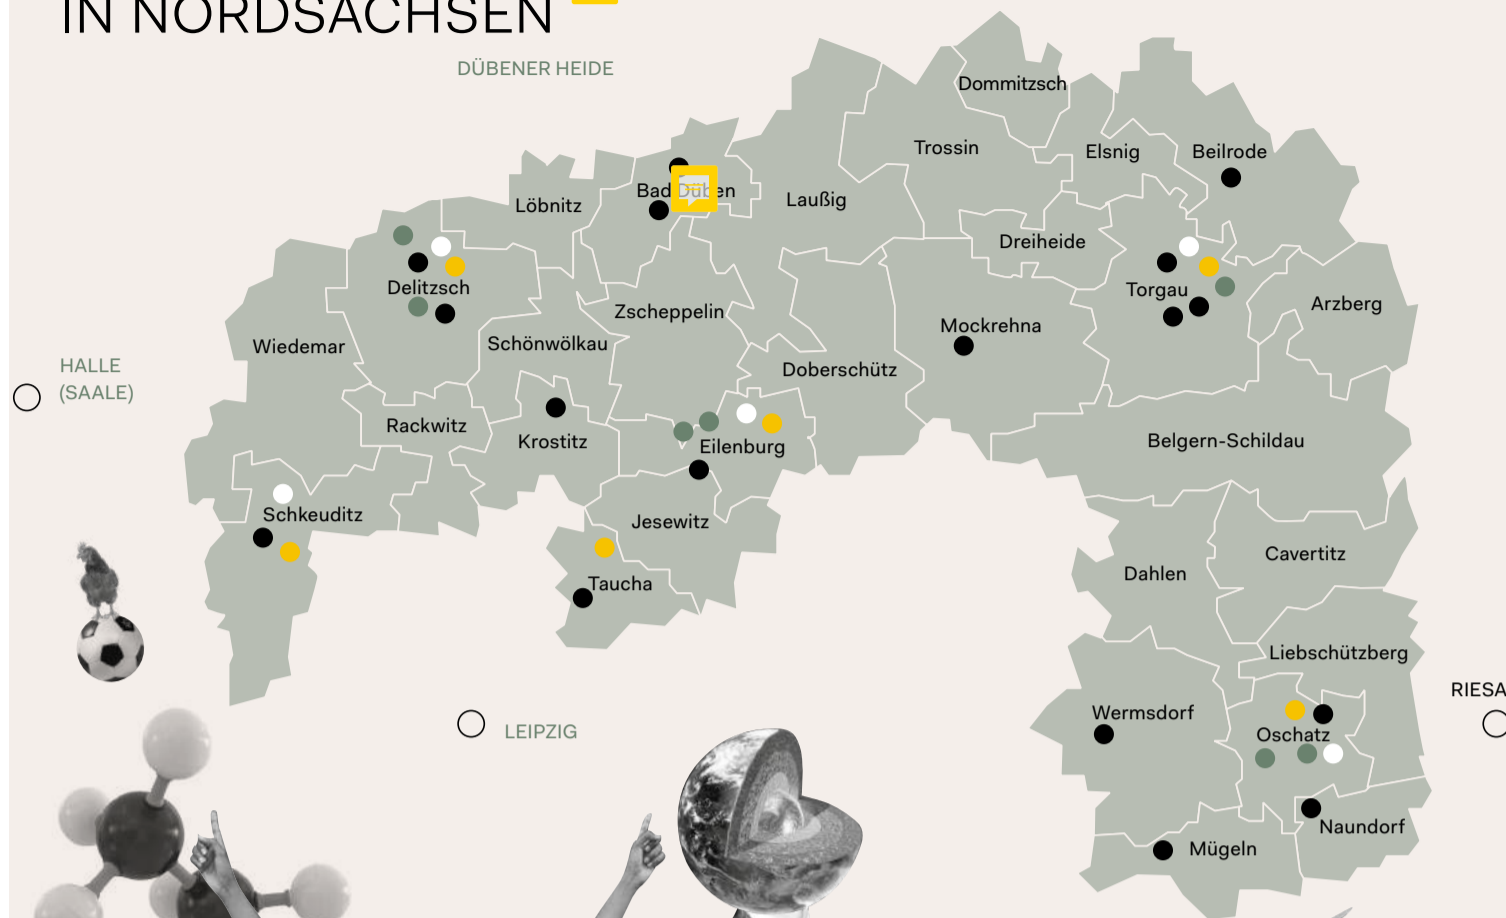 IN NORDSACHSEN
DÜBENER HEIDE
Dommitzsch
Trossin
Elsnig
Beilrode
Bad Düben
Laußig
Löbnitz
Dreiheide
Delitzsch
Torgau
Arzberg
Zscheppelin
Mockrehna
Wiedemar
Schönwölkau
HALLE
(SAALE)
Doberschütz
Rackwitz
Krostitz
Eilenburg
Belgern-Schildau
Schkeuditz
Jesewitz
Cavertitz
Dahlen
Taucha
Liebschützberg
RIESA
Wermsdorf
LEIPZIG
Oschatz
Naundorf
Mügeln